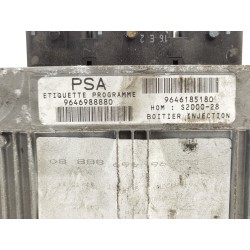 PSA
ETIQUETTE PROGRAMME
9646988880
9646185180
HOM : S2000-28
BOITIER INJECTION